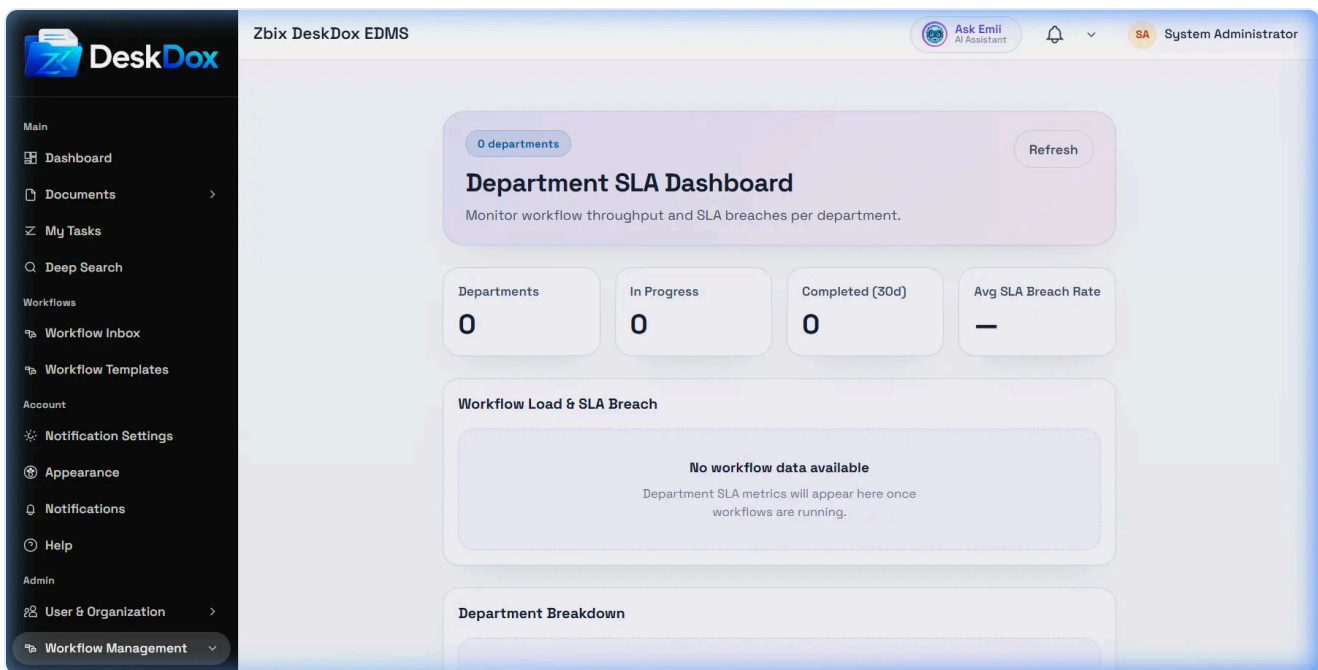 DeskDox
Main
Dashboard
Documents
My Tasks
Deep Search
Workflows
Workflow Inbox
Workflow Templates
Account
Notification Settings
Appearance
Notifications
Help
Admin
User & Organization
Workflow Management
Zbix DeskDox EDMS
Ask Emii
AI Assistant
SA System Administrator
0 departments
Refresh
Department SLA Dashboard
Monitor workflow throughput and SLA breaches per department.
Departments
0
In Progress
0
Completed (30d)
0
Avg SLA Breach Rate
—
Workflow Load & SLA Breach
No workflow data available
Department SLA metrics will appear here once
workflows are running.
Department Breakdown